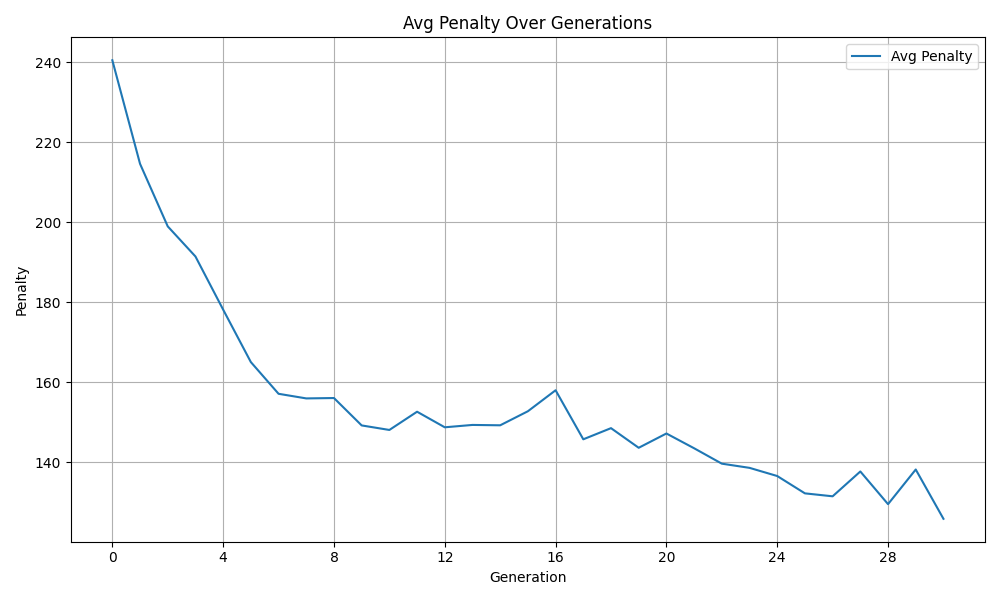 Avg Penalty Over Generations
Avg Penalty
240
220
200
180
160
140
Penalty
0 4 8 12 16 20 24 28
Generation